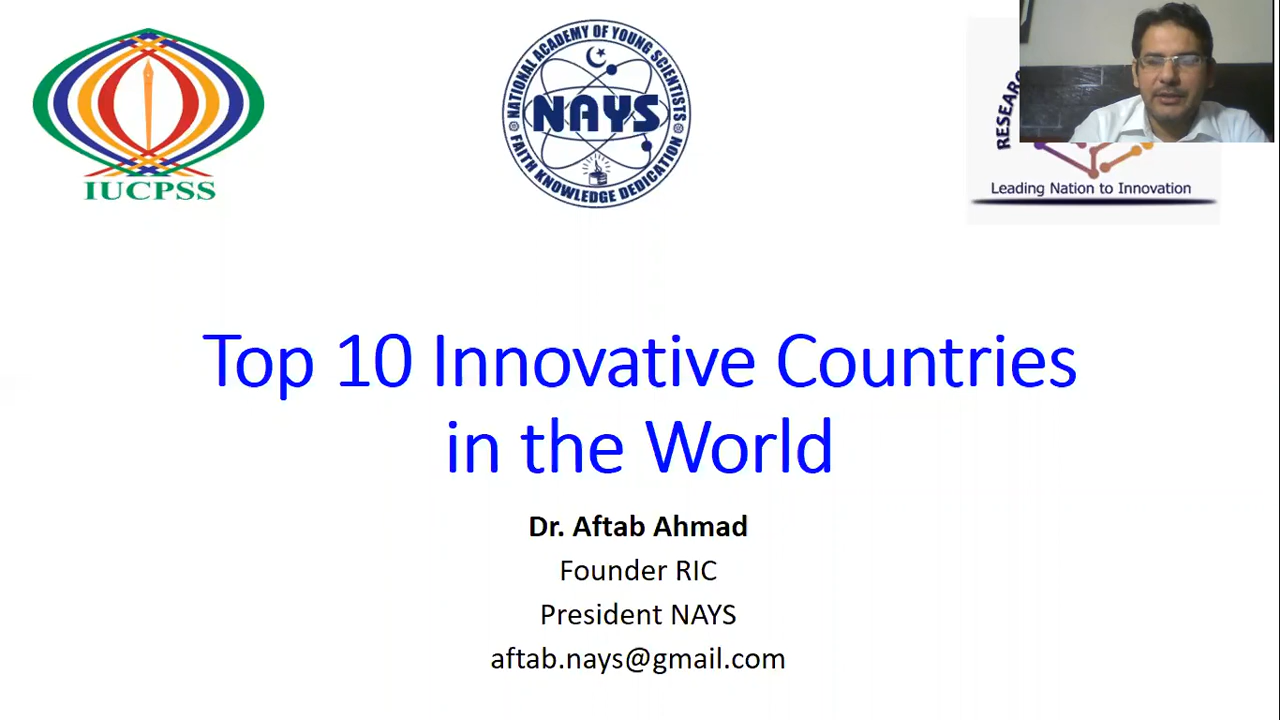 IUCPSS
NATIONAL ACADEMY OF YOUNG SCIENTISTS
NAYS
FAITH KNOWLEDGE DEDICATION
Leading Nation to Innovation
Top 10 Innovative Countries
in the World
Dr. Aftab Ahmad
Founder RIC
President NAYS
aftab.nays@gmail.com